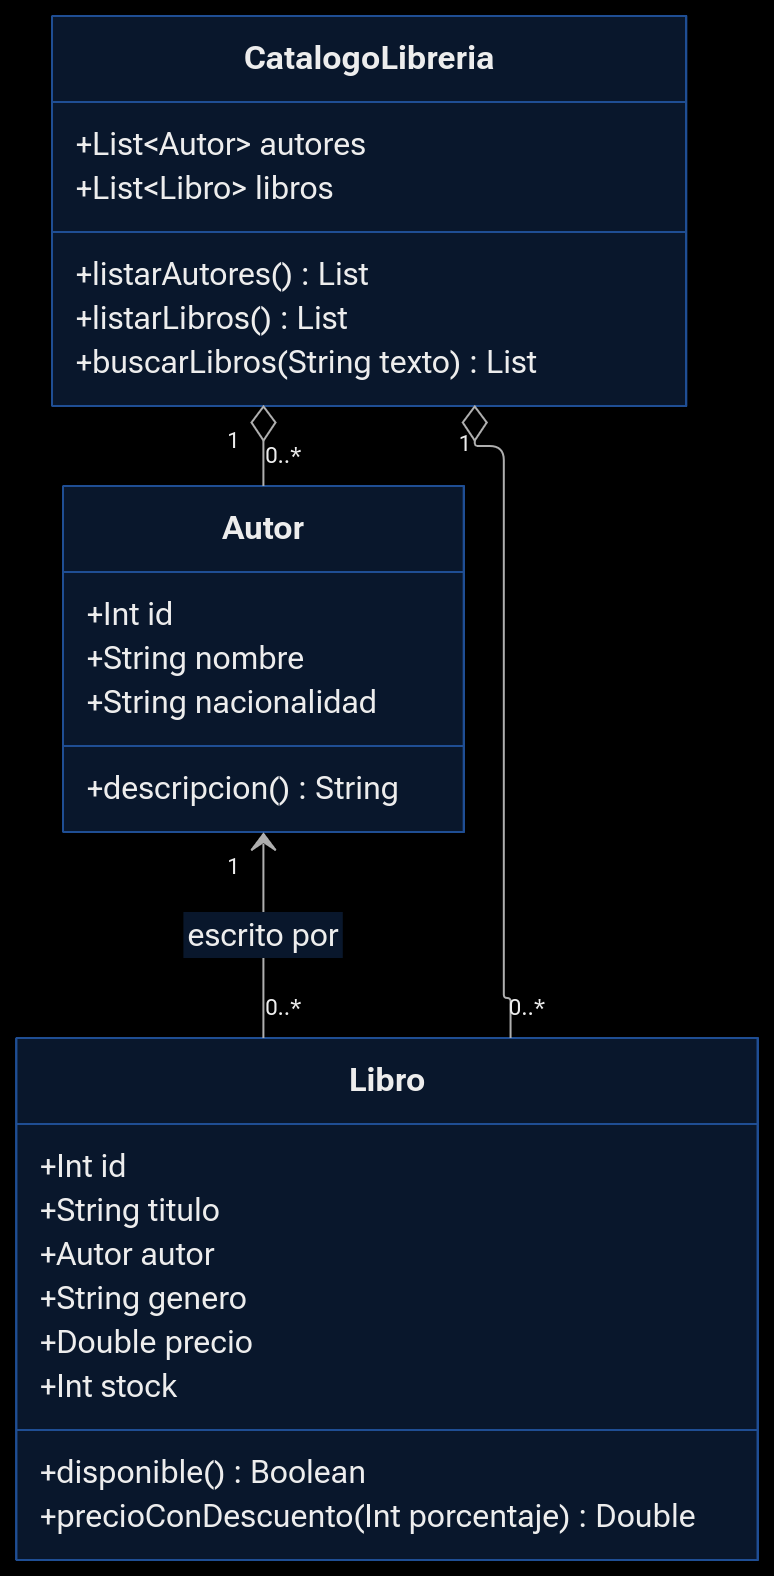 CatalogoLibreria
+List<Autor> autores
+List<Libro> libros
+listarAutores() : List
+listarLibros() : List
+buscarLibros(String texto) : List
1
0..*
1
Autor
+Int id
+String nombre
+String nacionalidad
+descripcion() : String
1
escrito por
0..*
0..*
Libro
+Int id
+String titulo
+Autor autor
+String genero
+Double precio
+Int stock
+disponible() : Boolean
+precioConDescuento(Int porcentaje) : Double